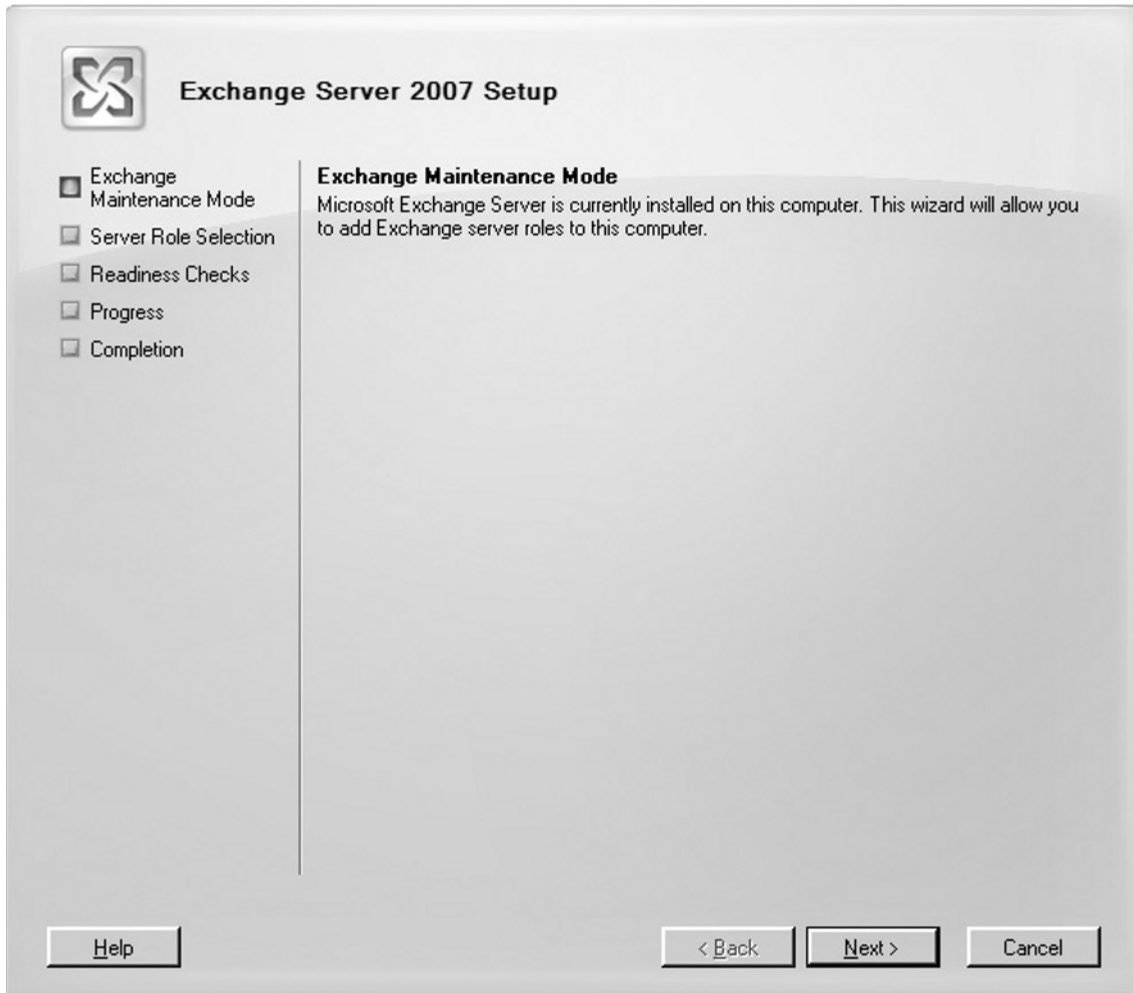 Exchange Server 2007 Setup
Exchange
Maintenance Mode
Server Role Selection
Readiness Checks
Progress
Completion
Exchange Maintenance Mode
Microsoft Exchange Server is currently installed on this computer. This wizard will allow you
to add Exchange server roles to this computer.
Help
< Back
Next >
Cancel